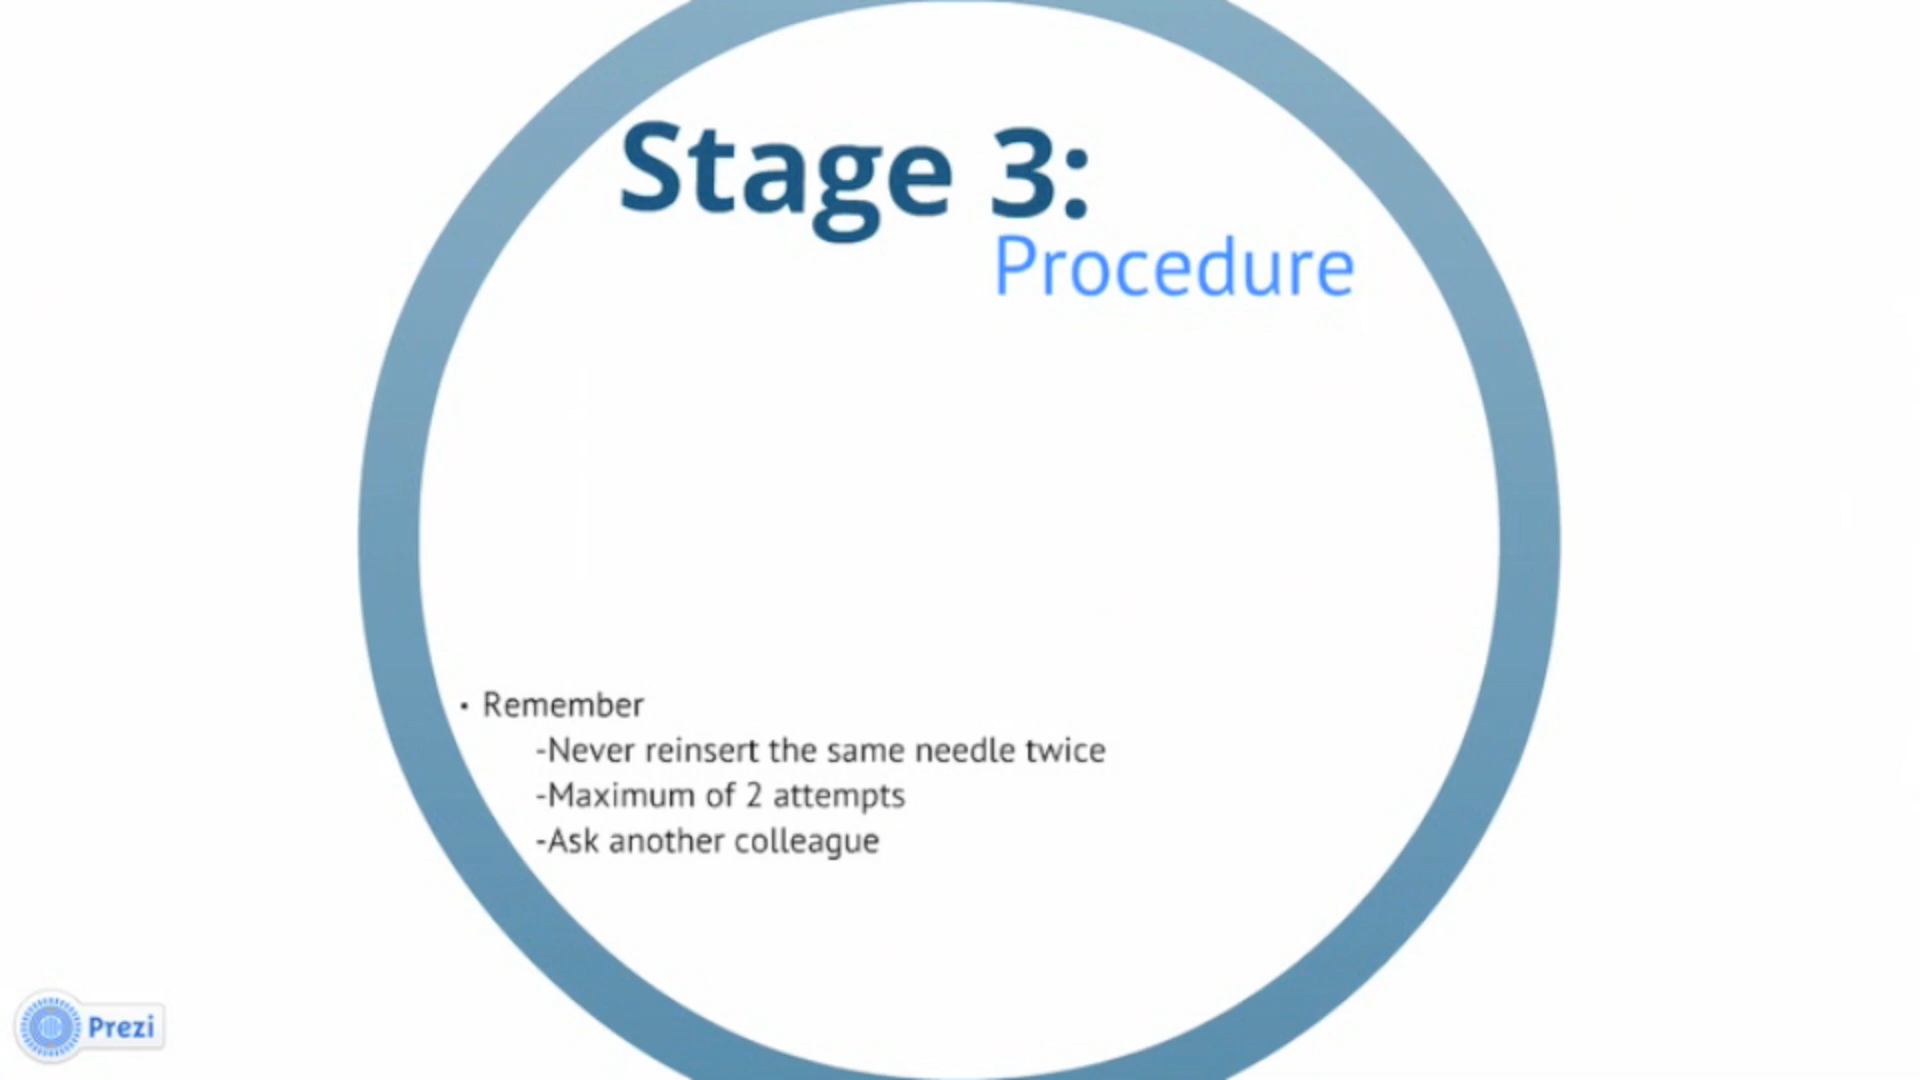 Stage 3:
Procedure
• Remember
-Never reinsert the same needle twice
-Maximum of 2 attempts
-Ask another colleague
Prezi